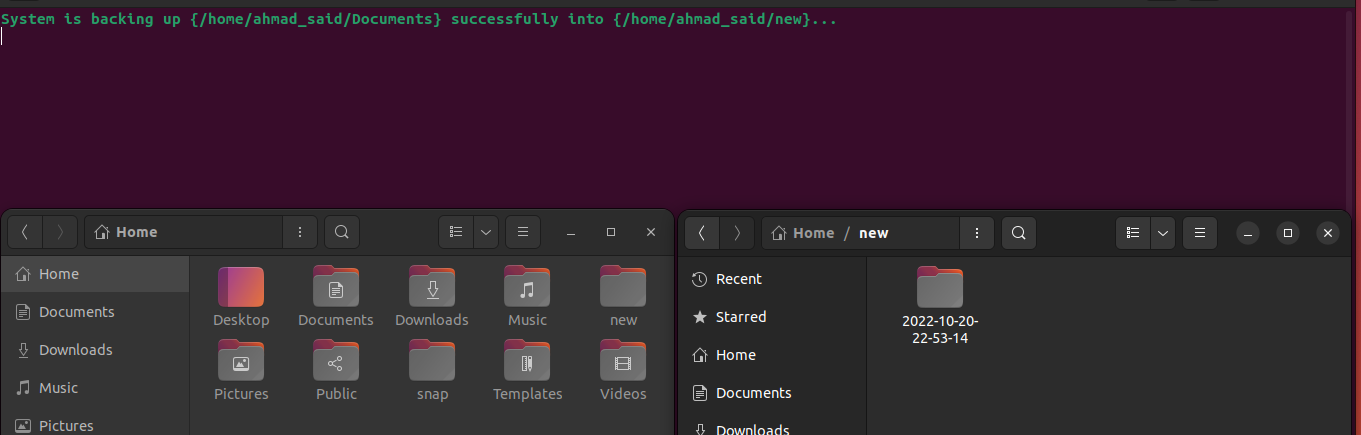 System is backing up {/home/ahmad_said/Documents} successfully into {/home/ahmad_said/new}...
Home
Home
Documents
Downloads
Music
Pictures
Desktop
Documents
Downloads
Music
new
Pictures
Public
snap
Templates
Videos
Home / new
Recent
Starred
Home
Documents
Downloads
2022-10-20-
22-53-14